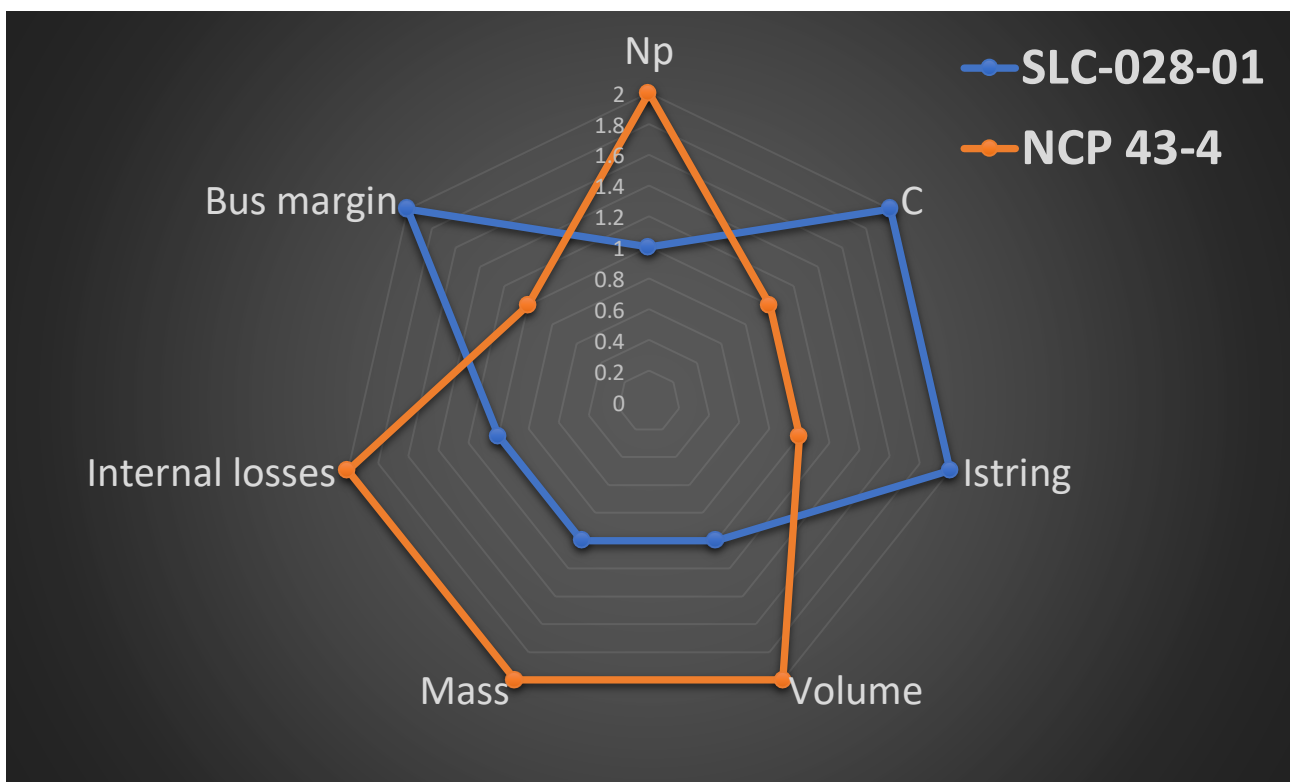 Np
SLC-028-01
NCP 43-4
2
1.8
1.6
1.4
1.2
1
0.8
0.6
0.4
0.2
0
Bus margin
C
Internal losses
Istring
Mass
Volume